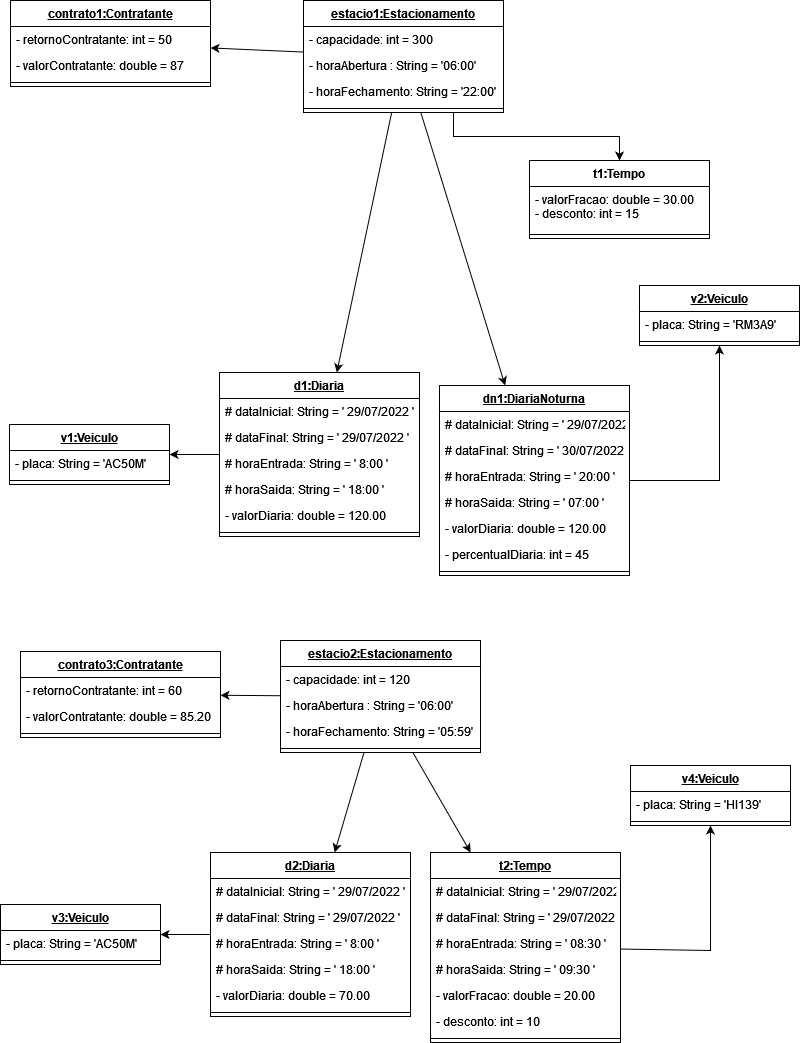 contrato1:Contratante
- retornoContratante: int = 50
- valorContratante: double = 87
estacio1:Estacionamento
- capacidade: int = 300
- horaAbertura : String = '06:00'
- horaFechamento: String = '22:00'
t1:Tempo
- valorFracao: double = 30.00
- desconto: int = 15
v2:Veiculo
- placa: String = 'RM3A9'
d1:Diaria
# dataInicial: String = ' 29/07/2022 '
# dataFinal: String = ' 29/07/2022 '
# horaEntrada: String = ' 8:00 '
# horaSaida: String = ' 18:00 '
- valorDiaria: double = 120.00
dn1:DiariaNoturna
# dataInicial: String = ' 29/07/2022
# dataFinal: String = ' 30/07/2022
# horaEntrada: String = ' 20:00 '
# horaSaida: String = ' 07:00 '
- valorDiaria: double = 120.00
- percentualDiaria: int = 45
v1:Veiculo
- placa: String = 'AC50M'
contrato3:Contratante
- retornoContratante: int = 60
- valorContratante: double = 85.20
estacio2:Estacionamento
- capacidade: int = 120
- horaAbertura : String = '06:00'
- horaFechamento: String = '05:59'
v4:Veiculo
- placa: String = 'HI139'
d2:Diaria
# dataInicial: String = ' 29/07/2022 '
# dataFinal: String = ' 29/07/2022 '
# horaEntrada: String = ' 8:00 '
# horaSaida: String = ' 18:00 '
- valorDiaria: double = 70.00
t2:Tempo
# dataInicial: String = ' 29/07/2022
# dataFinal: String = ' 29/07/2022
# horaEntrada: String = ' 08:30 '
# horaSaida: String = ' 09:30 '
- valorFracao: double = 20.00
- desconto: int = 10
v3:Veiculo
- placa: String = 'AC50M'